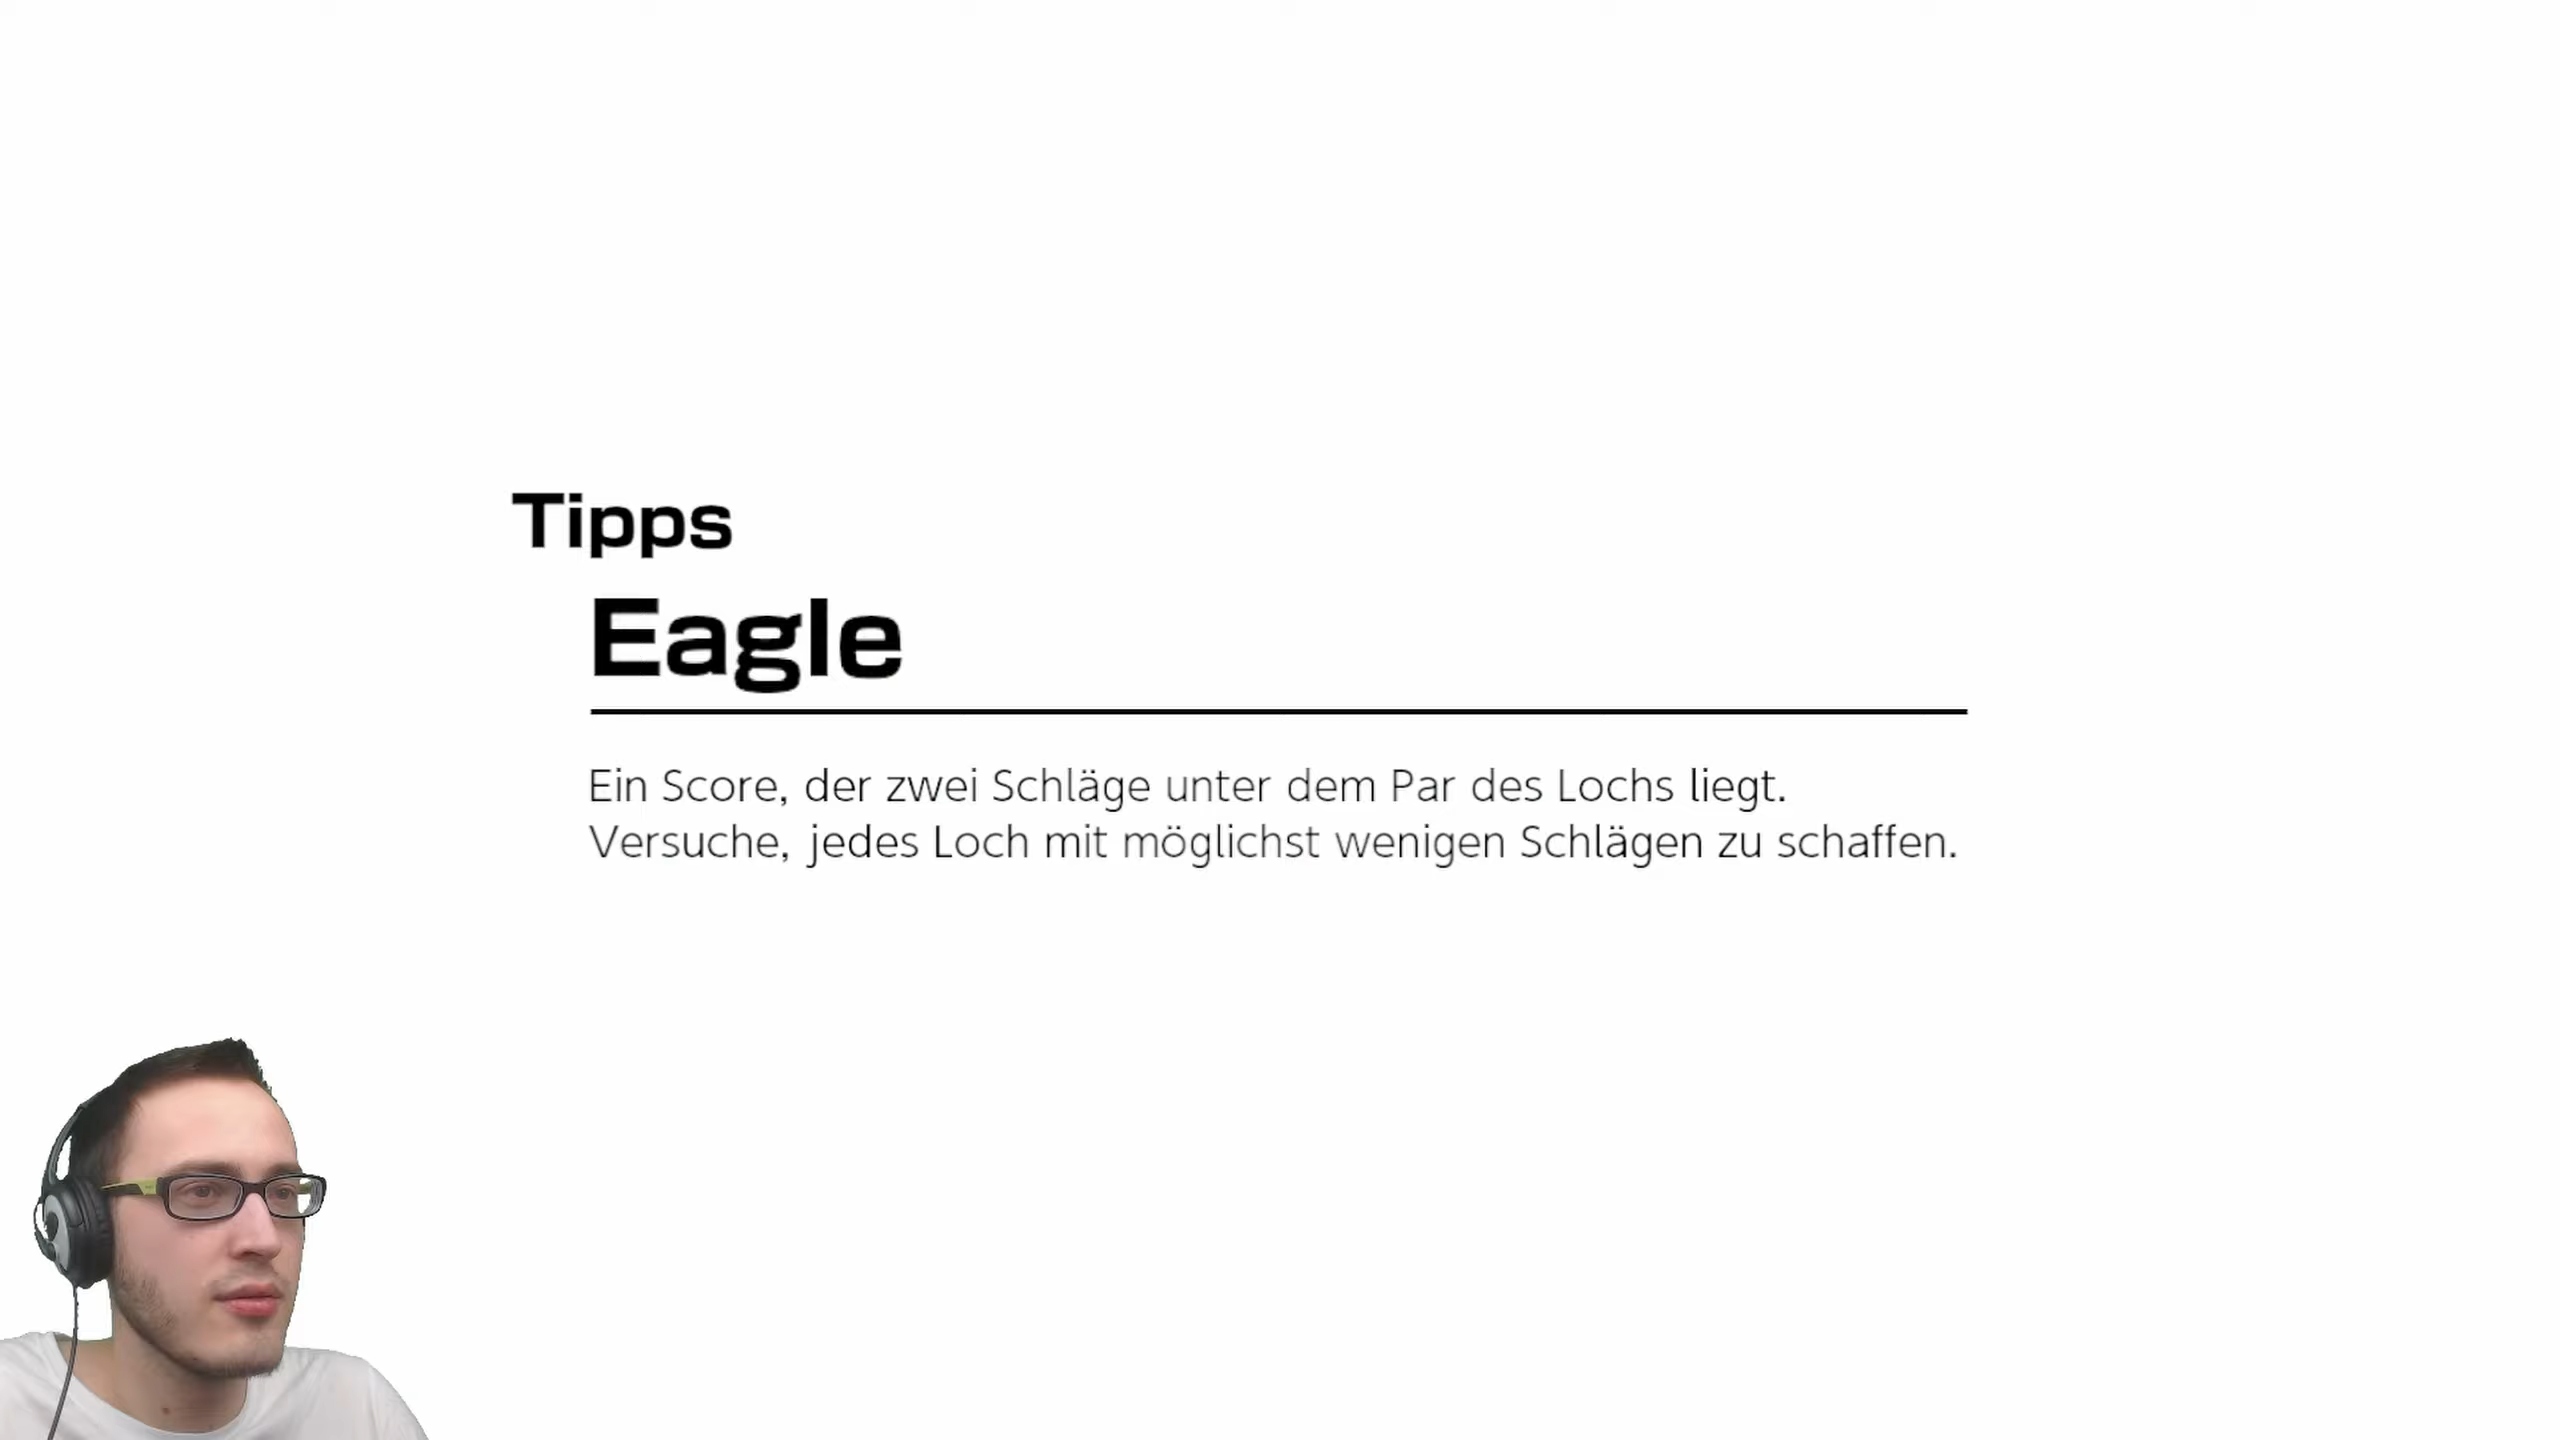 Tipps
Eagle
Ein Score, der zwei Schläge unter dem Par des Lochs liegt.
Versuche, jedes Loch mit möglichst wenigen Schlägen zu schaffen.